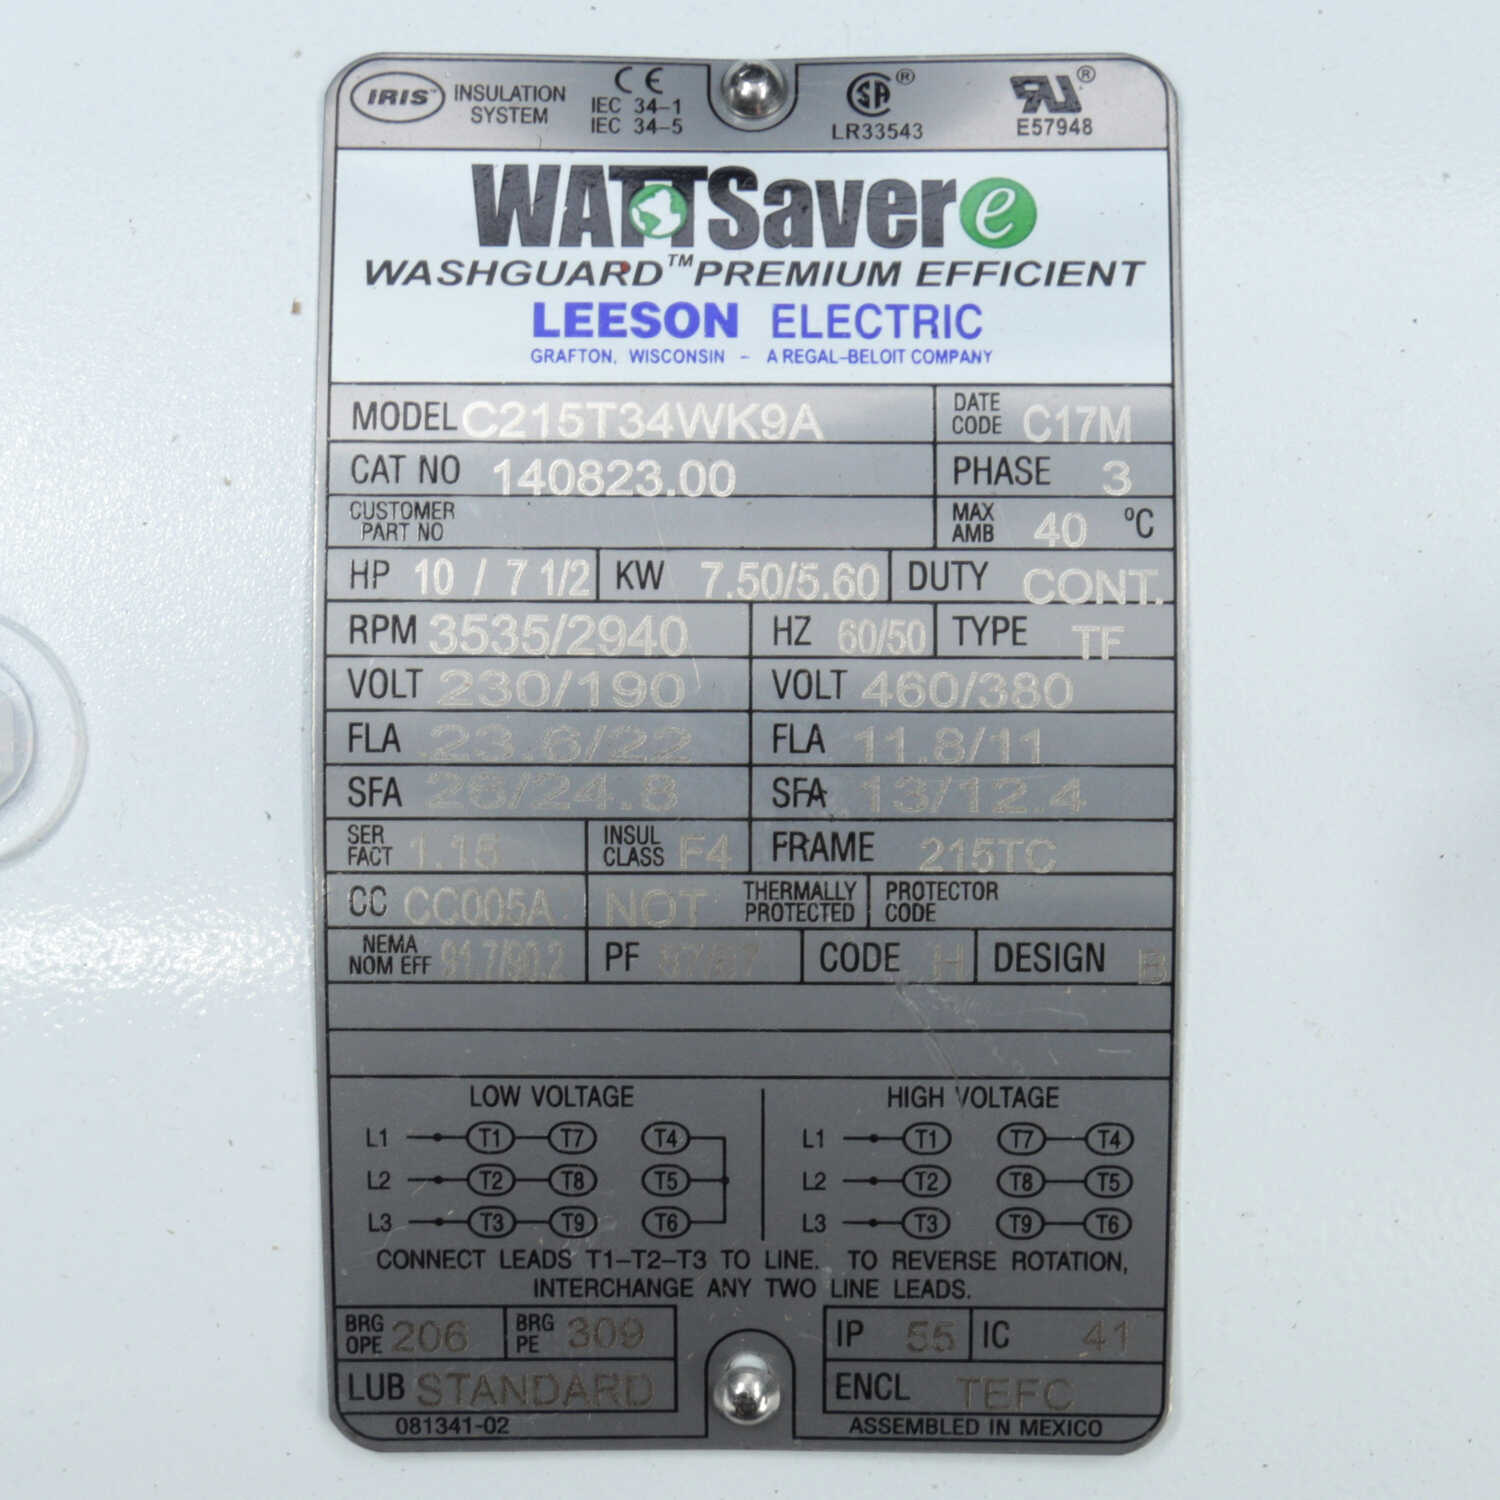 IRIS™ INSULATION SYSTEM
CE
IEC 34-1
IEC 34-5
SA®
LR33543
RU®
E57948
WATTSaver e
WASHGUARD™ PREMIUM EFFICIENT
LEESON ELECTRIC
GRAFTON, WISCONSIN - A REGAL-BELOIT COMPANY
MODEL C215T34WK9A DATE CODE C17M
CAT NO 140823.00 PHASE 3
CUSTOMER PART NO MAX AMB 40 °C
HP 10 / 7 1/2 KW 7.50/5.60 DUTY CONT.
RPM 3535/2940 HZ 60/50 TYPE TF
VOLT 230/190 VOLT 460/380
FLA 23.6/22 FLA 11.8/11
SFA 26/24.8 SFA 13/12.4
SER FACT 1.15 INSUL CLASS F4 FRAME 215TC
CC CC005A NOT THERMALLY PROTECTED PROTECTOR CODE
NEMA NOM EFF 91.7/90.2 PF CODE H DESIGN B
LOW VOLTAGE HIGH VOLTAGE
L1 T1 T7 T4 L1 T1 T7 T4
L2 T2 T8 T5 L2 T2 T8 T5
L3 T3 T9 T6 L3 T3 T9 T6
CONNECT LEADS T1-T2-T3 TO LINE. TO REVERSE ROTATION,
INTERCHANGE ANY TWO LINE LEADS.
BRG OPE 206 BRG PE 309 IP 55 IC 41
LUB STANDARD ENCL TEFC
081341-02 ASSEMBLED IN MEXICO